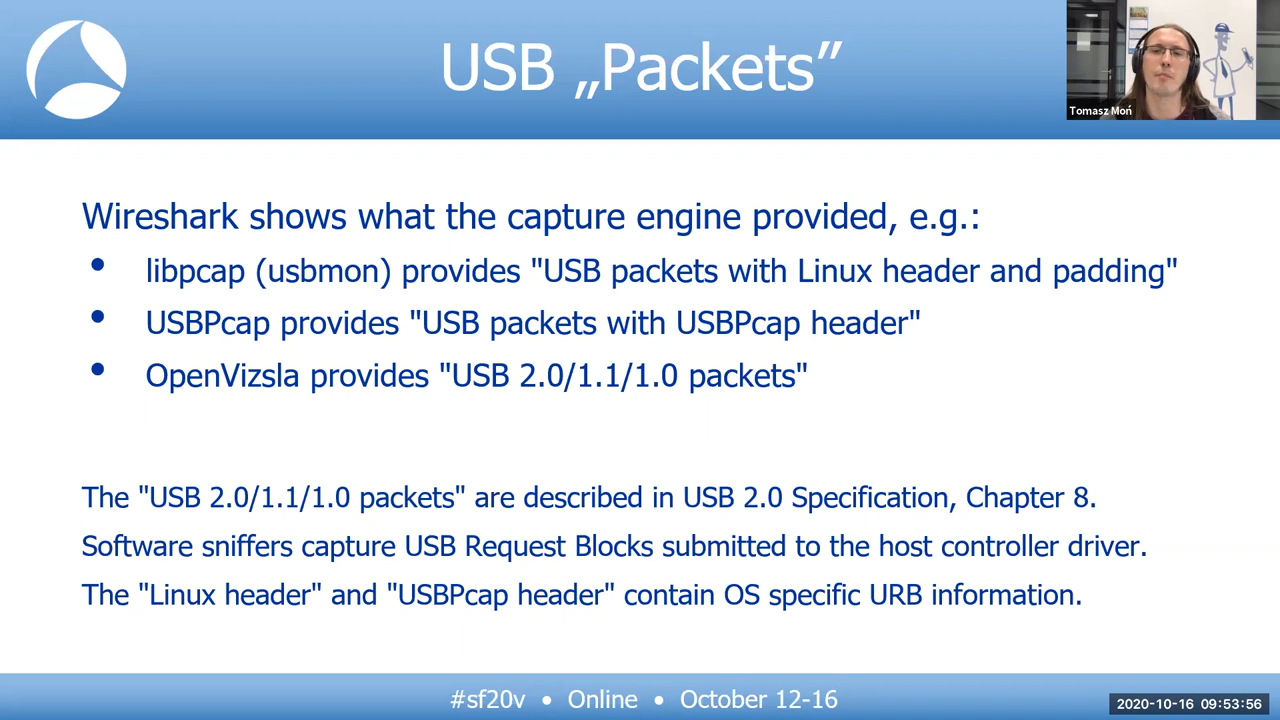 USB „Packets”
Tomasz Moń
Wireshark shows what the capture engine provided, e.g.:
• libpcap (usbmon) provides "USB packets with Linux header and padding"
• USBPcap provides "USB packets with USBPcap header"
• OpenVizsla provides "USB 2.0/1.1/1.0 packets"
The "USB 2.0/1.1/1.0 packets" are described in USB 2.0 Specification, Chapter 8.
Software sniffers capture USB Request Blocks submitted to the host controller driver.
The "Linux header" and "USBPcap header" contain OS specific URB information.
#sf20v • Online • October 12-16
2020-10-16 09:53:56